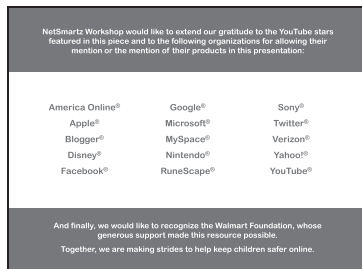 NetSmartz Workshop would like to extend our gratitude to the YouTube stars
featured in this piece and to the following organizations for allowing their
mention or the mention of their products in this presentation:
America Online® Google® Sony®
Apple® Microsoft® Twitter®
Blogger® MySpace® Verizon®
Disney® Nintendo® Yahoo!®
Facebook® RuneScape® YouTube®
And finally, we would like to recognize the Walmart Foundation, whose
generous support made this resource possible.
Together, we are making strides to help keep children safer online.